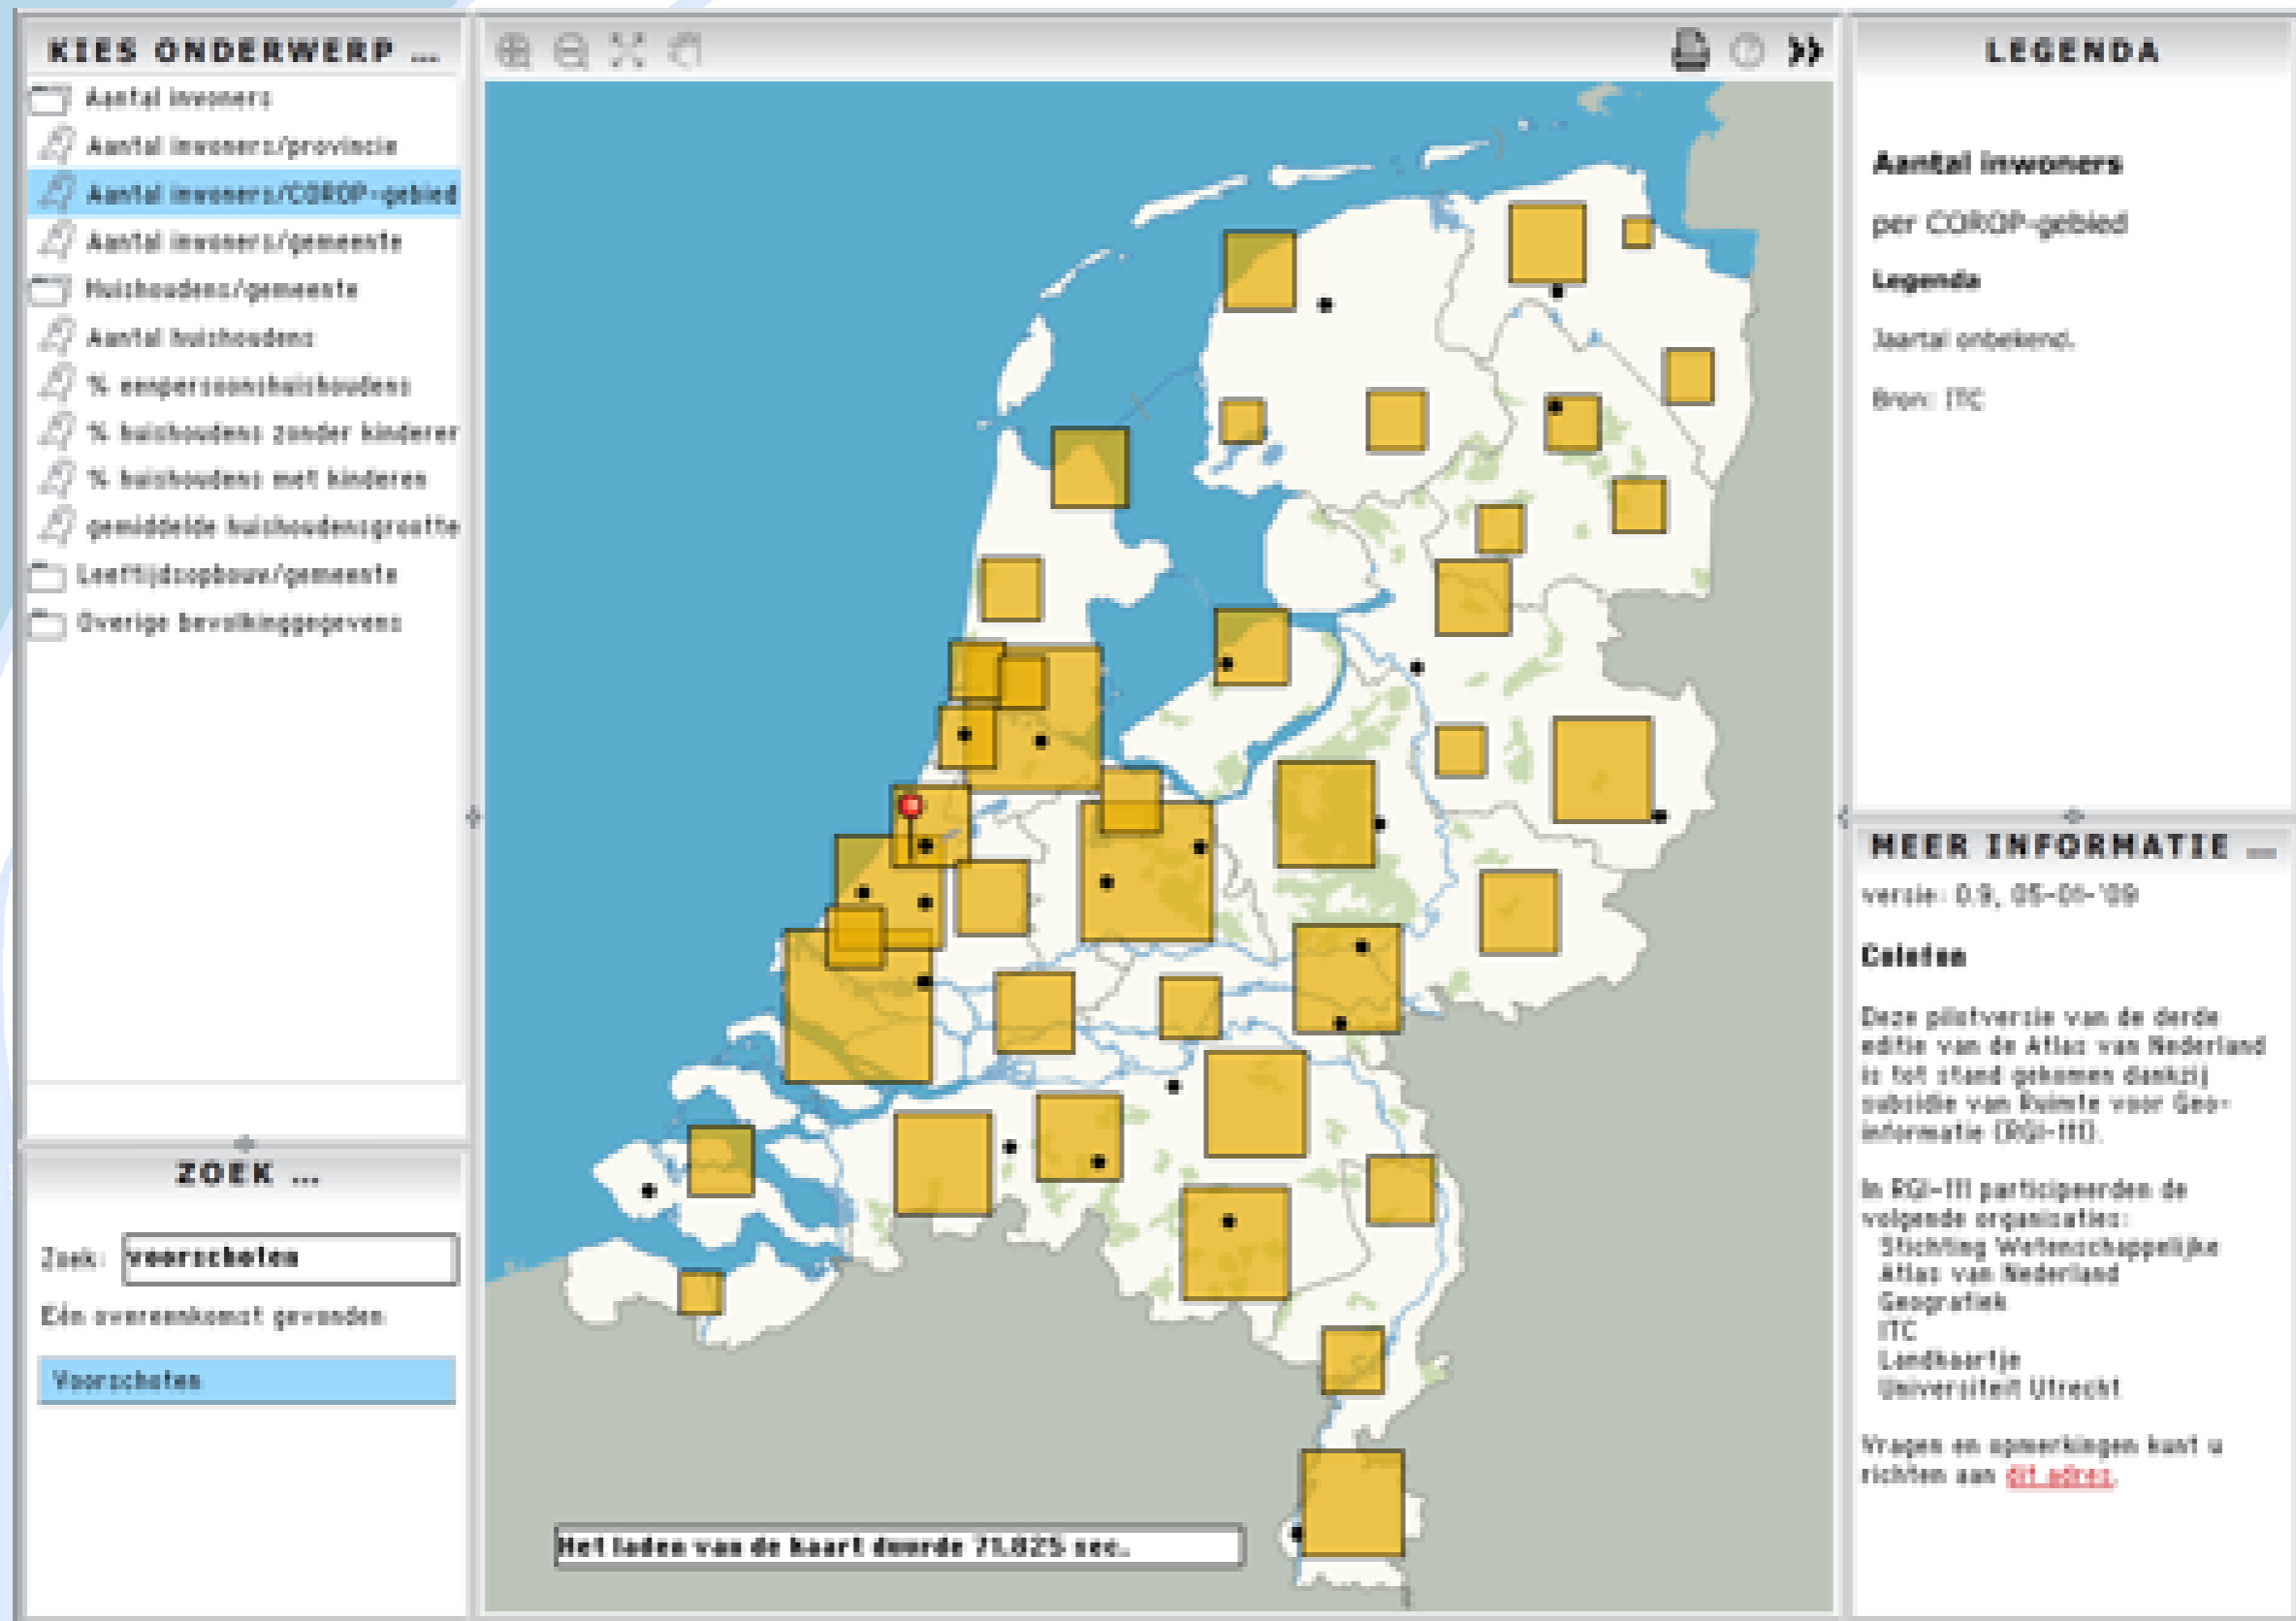 KIES ONDERWERP ...
Aantal inwoners
Aantal inwoners/provincie
Aantal inwoners/COROP-gebied
Aantal inwoners/gemeente
Huishoudens/gemeente
Aantal huishoudens
% eenpersoonshuishoudens
% huishoudens zonder kinderen
% huishoudens met kinderen
gemiddelde huishoudensgrootte
Leeftijdsopbouw/gemeente
Overige bevolkinggegevens
ZOEK ...
Zoek: voorschoten
Eén overeenkomst gevonden
Voorschoten
Het laden van de kaart duurde 71.825 sec.
LEGENDA
Aantal inwoners
per COROP-gebied
Legenda
Jaartal onbekend.
Bron: ITC
MEER INFORMATIE ...
versie: 0.9, 05-01-'09
Colofon
Deze pilotversie van de derde
editie van de Atlas van Nederland
is tot stand gekomen dankzij
subsidie van Ruimte voor Geo-
informatie (RGI-111).
In RGI-111 participeerden de
volgende organisaties:
Stichting Wetenschappelijke
Atlas van Nederland
Geografiek
ITC
Landkaartje
Universiteit Utrecht
Vragen en opmerkingen kunt u
richten aan dit adres.